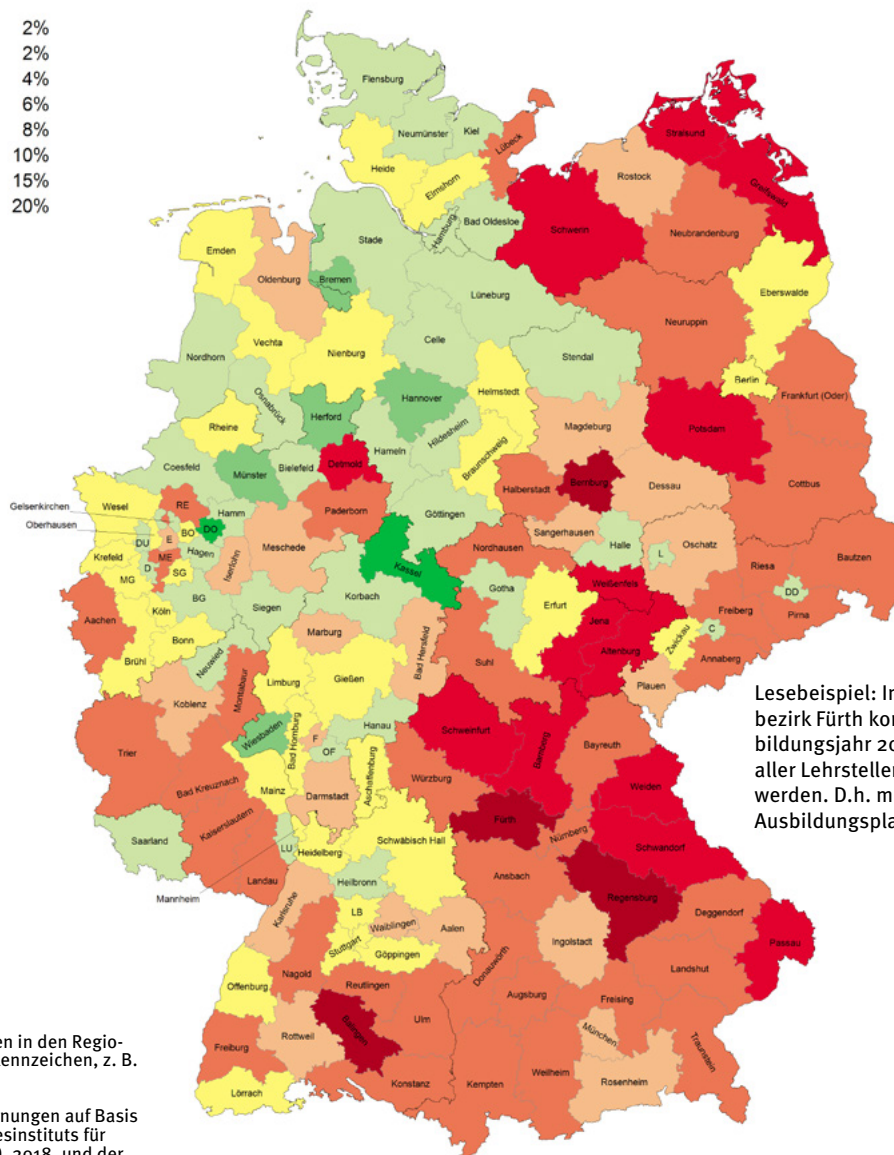 2%
2%
4%
6%
8%
10%
15%
20%
Flensburg
Neumünster
Kiel
Lübeck
Heide
Elmshorn
Hamburg
Bad Oldesloe
Stralsund
Rostock
Greifswald
Schwerin
Neubrandenburg
Stade
Emden
Oldenburg
Bremen
Lüneburg
Eberswalde
Neuruppin
Celle
Vechta
Nienburg
Nordhorn
Stendal
Berlin
Frankfurt (Oder)
Osnabrück
Herford
Hannover
Helmstedt
Rheine
Magdeburg
Potsdam
Hildesheim
Braunschweig
Hameln
Coesfeld
Münster
Bielefeld
Detmold
Halberstadt
Bernburg
Dessau
Cottbus
Gelsenkirchen
Oberhausen
Wesel
RE
Hamm
Paderborn
Göttingen
DU
E
BO
DO
Meschede
Sangerhausen
Halle
L
Oschatz
Krefeld
D
ME
Hagen
Iserlohn
Nordhausen
Bautzen
MG
SG
BG
Kassel
Weißenfels
Riesa
Korbach
Gotha
Erfurt
DD
Aachen
Köln
Siegen
Jena
Freiberg
Pirna
Bonn
Marburg
Bad Hersfeld
Altenburg
Zwickau
C
Annaberg
Brühl
Neuwied
Suhl
Plauen
Montabaur
Limburg
Gießen
Koblenz
Wiesbaden
Bad Homburg
F
Hanau
OF
Schweinfurt
Bamberg
Bayreuth
Trier
Aschaffenburg
Würzburg
Weiden
Bad Kreuznach
Mainz
Darmstadt
Kaiserslautern
Fürth
Nürnberg
Saarland
LU
Heidelberg
Schwäbisch Hall
Schwandorf
Landau
Mannheim
Heilbronn
Ansbach
Regensburg
Karlsruhe
LB
Waiblingen
Aalen
Deggendorf
Passau
Stuttgart
Göppingen
Ingolstadt
Donauwörth
Landshut
Nagold
Offenburg
Reutlingen
Augsburg
Freising
Ulm
Rottweil
Balingen
München
Traunstein
Freiburg
Konstanz
Kempten
Weilheim
Rosenheim
Lörrach
Lesebeispiel: In
bezirk Fürth kon
bildungsjahr 20
aller Lehrstellen
werden. D.h. m
Ausbildungspla
en in den Regio-
kennzeichen, z. B.
nungen auf Basis
esinstituts für
), 2018, und der